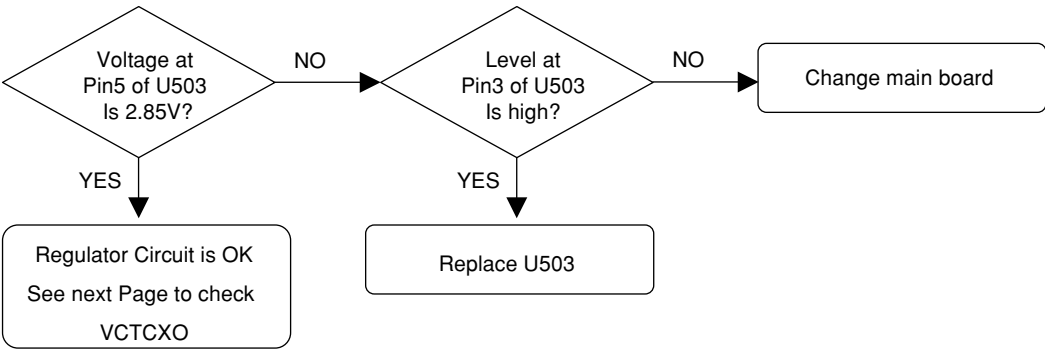 Voltage at
Pin5 of U503
Is 2.85V?
NO
Level at
Pin3 of U503
Is high?
NO
Change main board
YES
YES
Regulator Circuit is OK
See next Page to check
VCTCXO
Replace U503